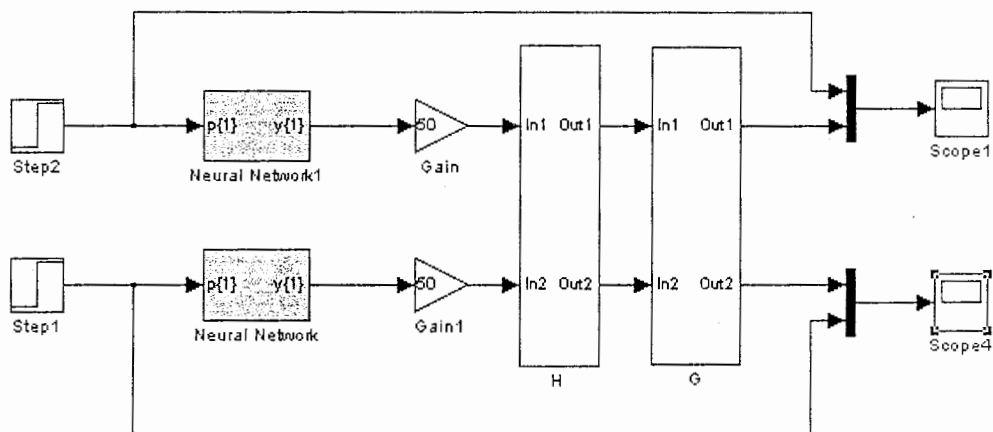 p{1} y{1} 50 In1 Out1 In1 Out1
Step2 Neural Network1 Gain Scope1
p{1} y{1} 50 In2 Out2 In2 Out2
Step1 Neural Network Gain1 Scope4
H G